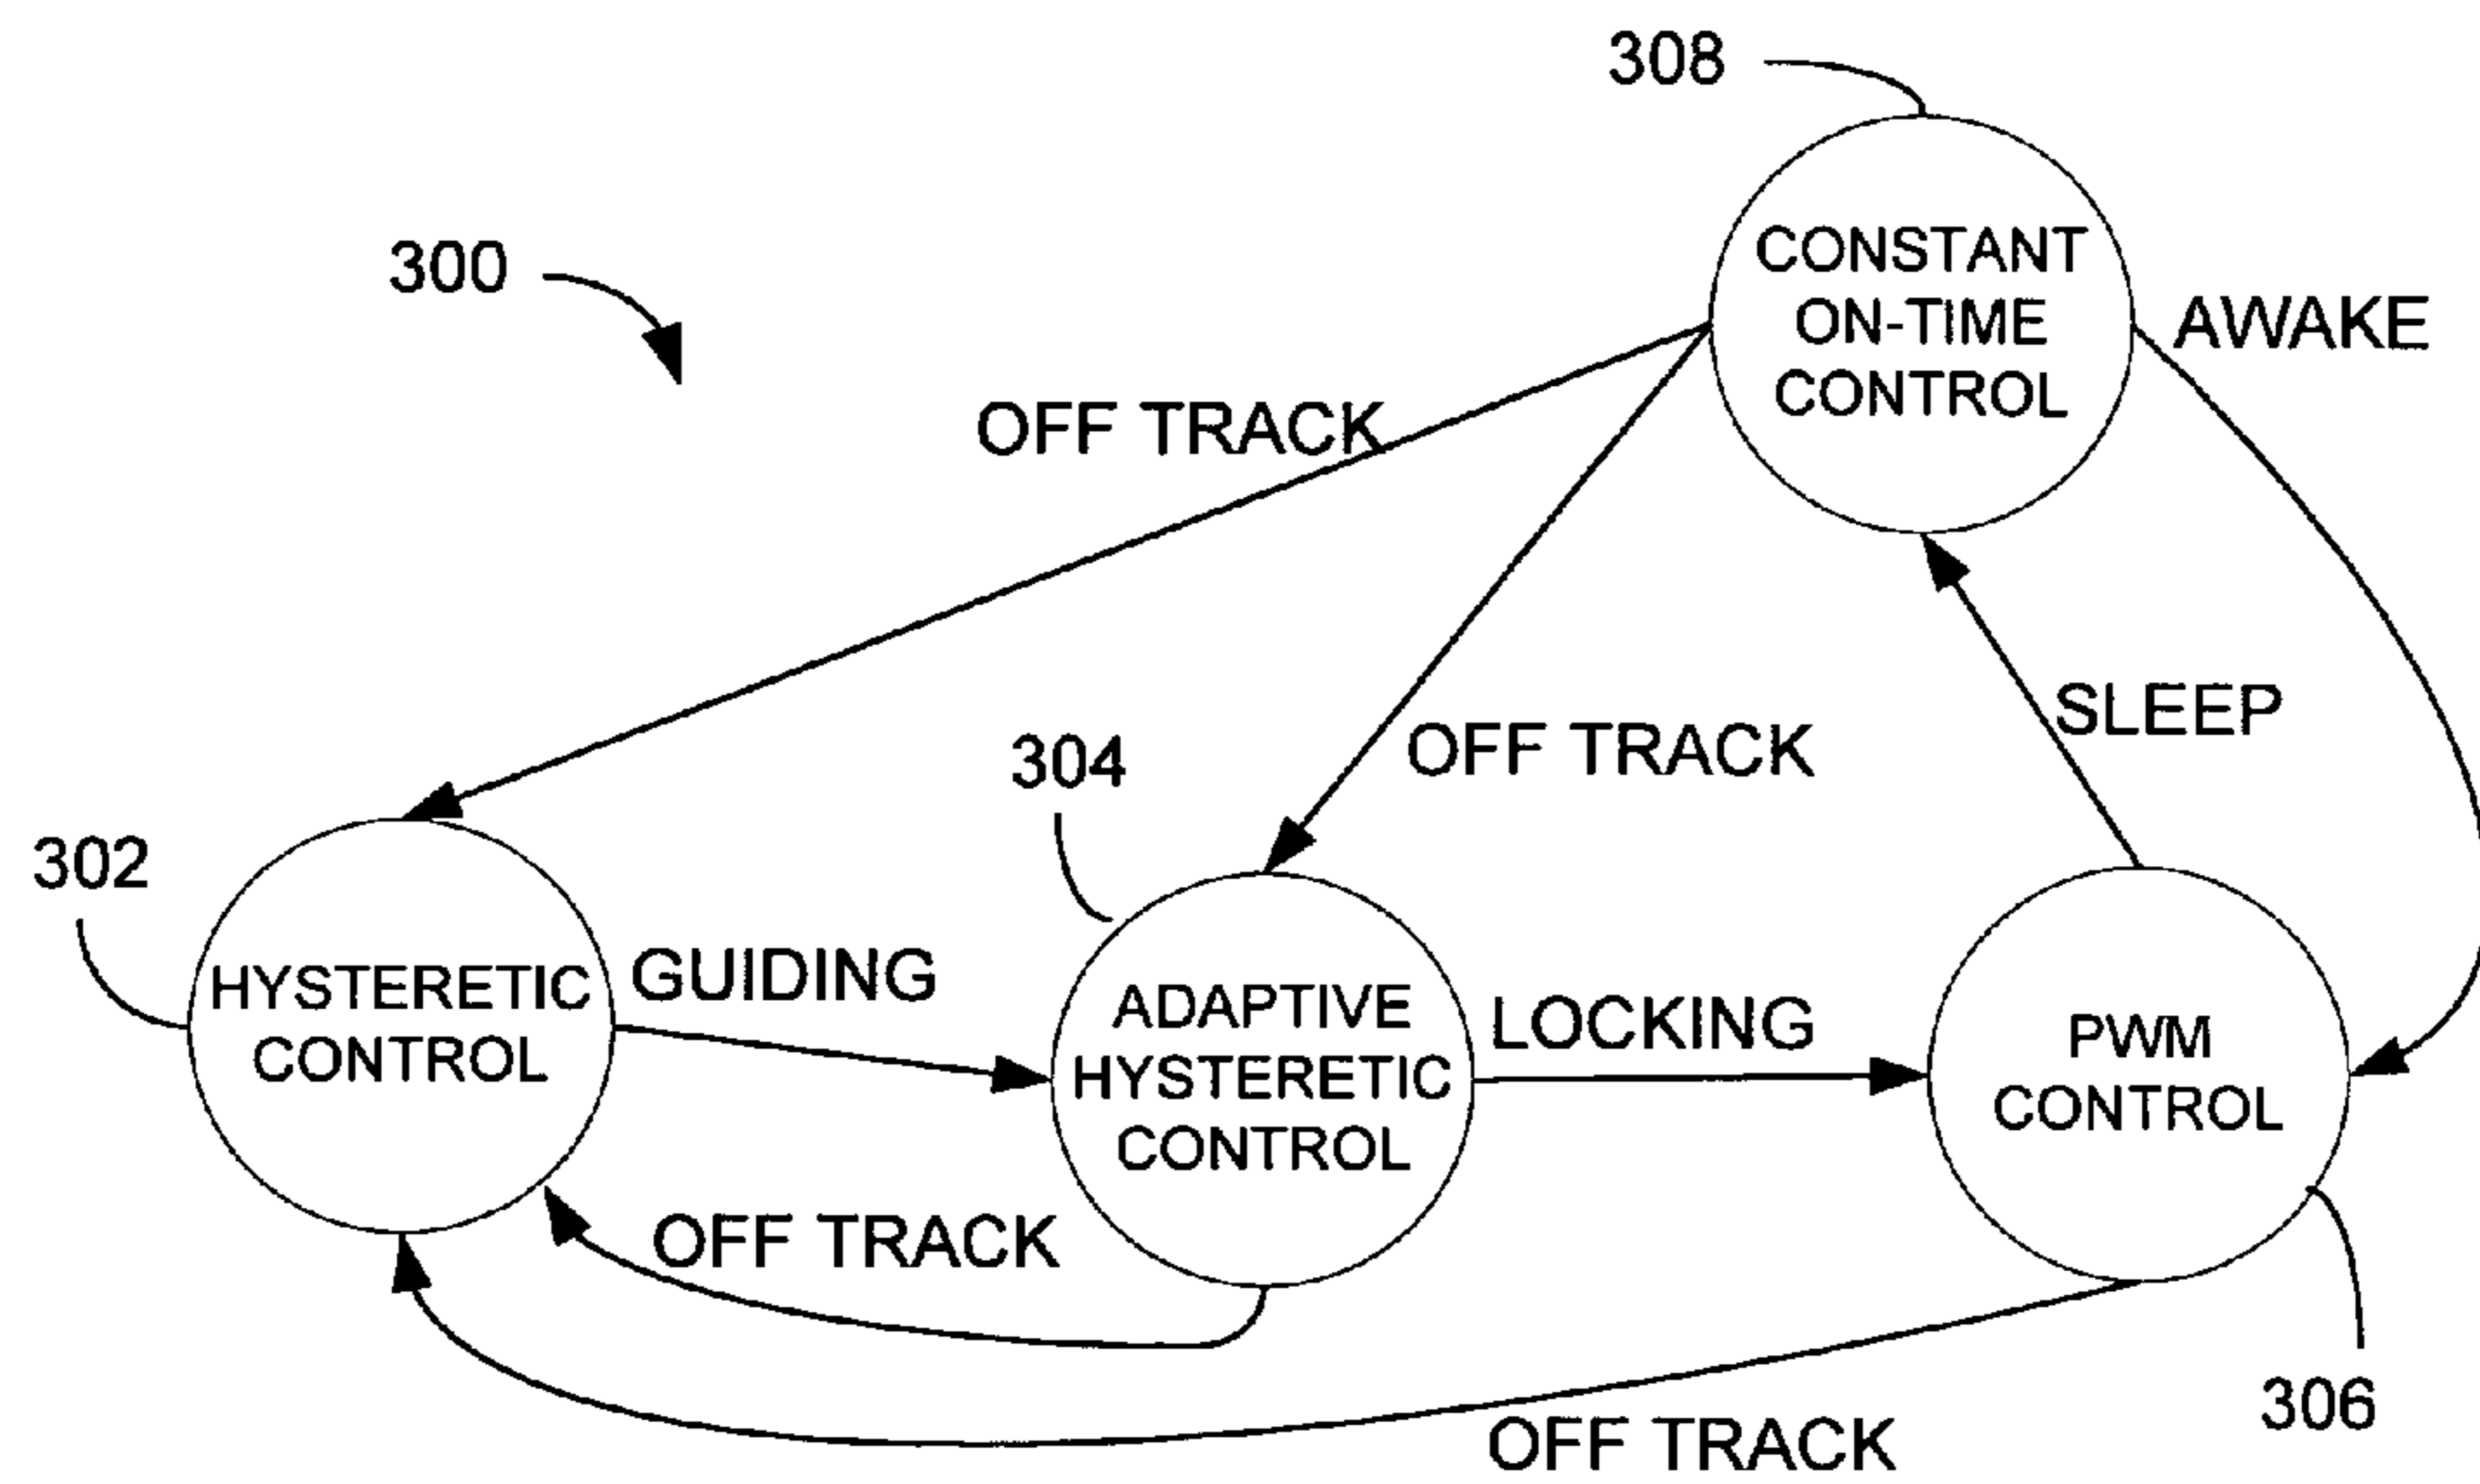 308
300
CONSTANT
ON-TIME
CONTROL
AWAKE
OFF TRACK
SLEEP
OFF TRACK
304
302
HYSTERETIC
CONTROL
GUIDING
ADAPTIVE
HYSTERETIC
CONTROL
LOCKING
PWM
CONTROL
OFF TRACK
306
OFF TRACK